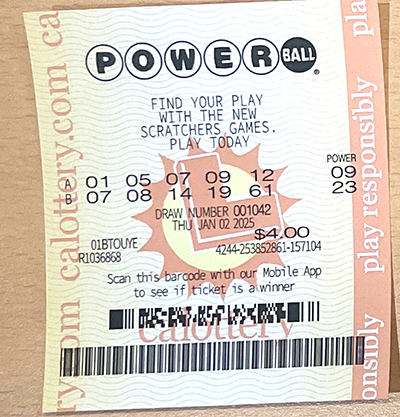 POWERBALL
FIND YOUR PLAY
WITH THE NEW
SCRATCHERS GAMES.
PLAY TODAY
POWER
A 01 05 07 09 12 09
B 07 08 14 19 61 23
DRAW NUMBER 001042
THU JAN 02 2025
$4.00
01BTOUYE 4244-253852861-157104
R1036868
Scan this barcode with our Mobile App
to see if ticket is a winner
calottery
calottery.com ca
play responsibly